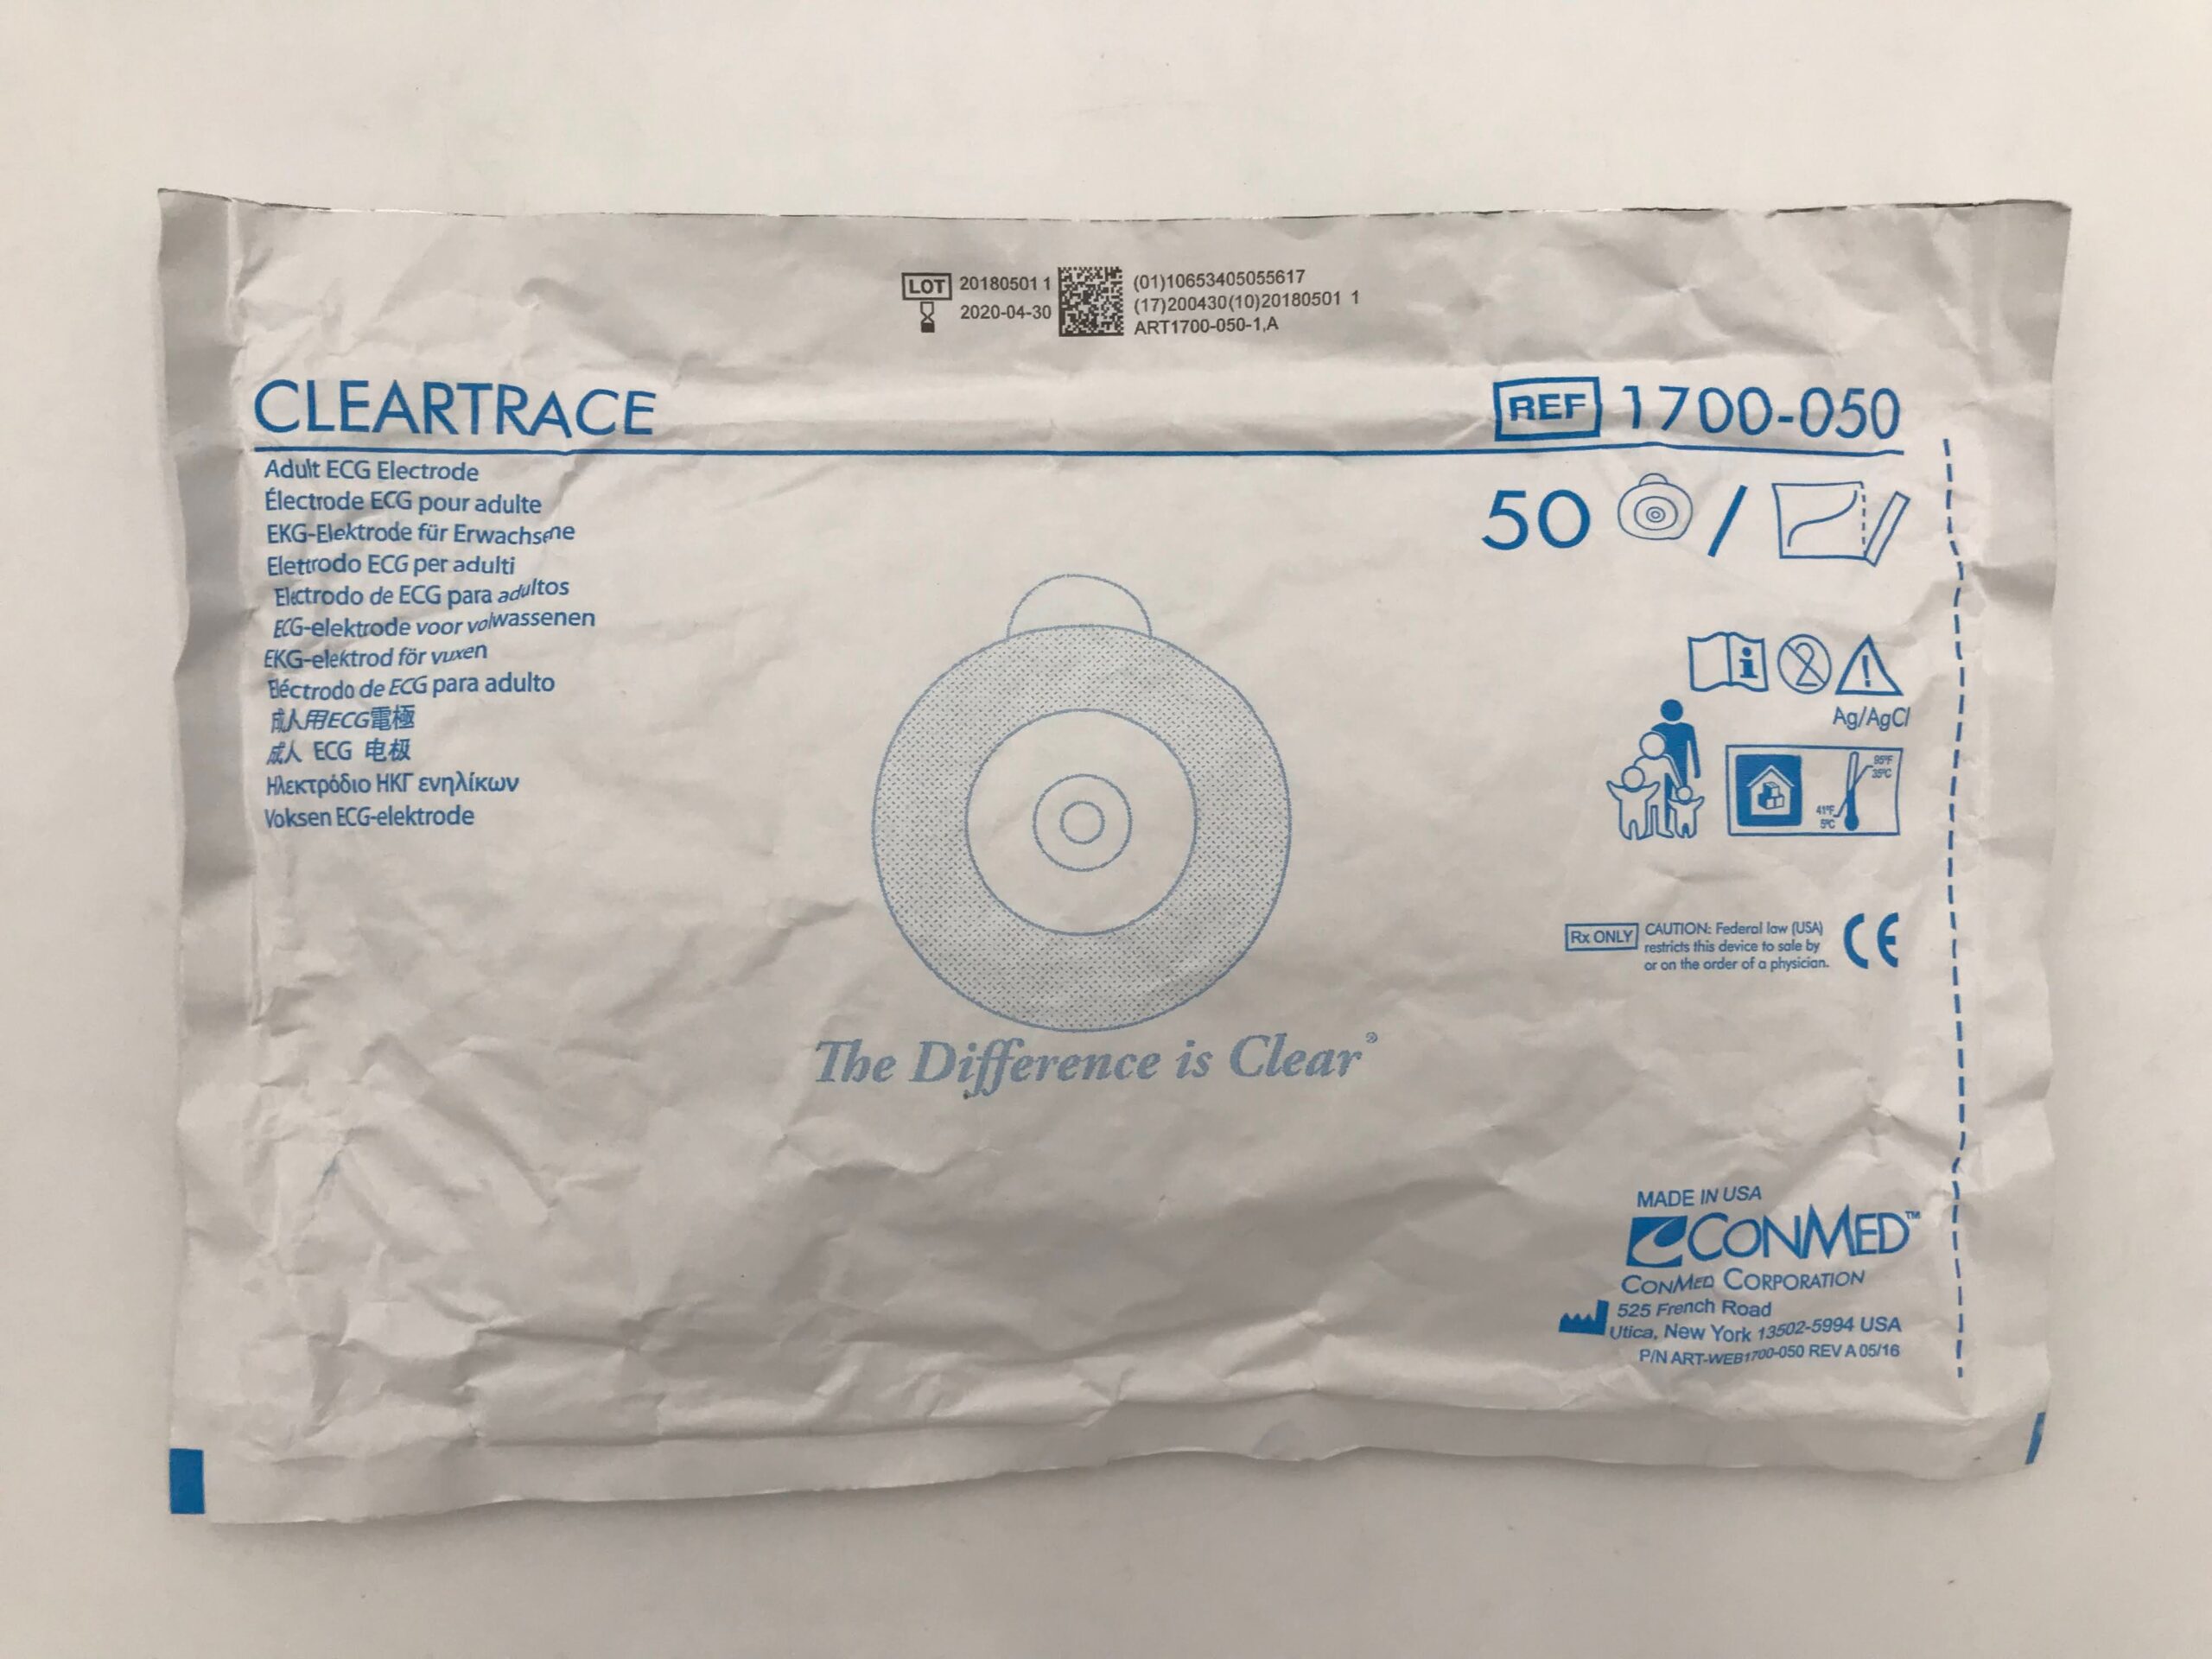 LOT 20180501 1
2020-04-30
(01)10653405055617
(17)200430(10)20180501 1
ART1700-050-1,A
CLEARTRACE
REF 1700-050
Adult ECG Electrode
Électrode ECG pour adulte
EKG-Elektrode für Erwachsene
Elettrodo ECG per adulti
Electrodo de ECG para adultos
ECG-elektrode voor volwassenen
EKG-elektrod för vuxen
Eléctrodo de ECG para adulto
成人用ECG電極
成人 ECG 电极
Ηλεκτρόδιο ΗΚΓ ενηλίκων
Voksen ECG-elektrode
50 /
i 2 !
Ag/AgCl
95°F
35°C
41°F
5°C
Rx ONLY
CAUTION: Federal law (USA)
restricts this device to sale by
or on the order of a physician.
CE
The Difference is Clear®
MADE IN USA
CONMED™
CONMED CORPORATION
525 French Road
Utica, New York 13502-5994 USA
P/N ART-WEB1700-050 REV A 05/16